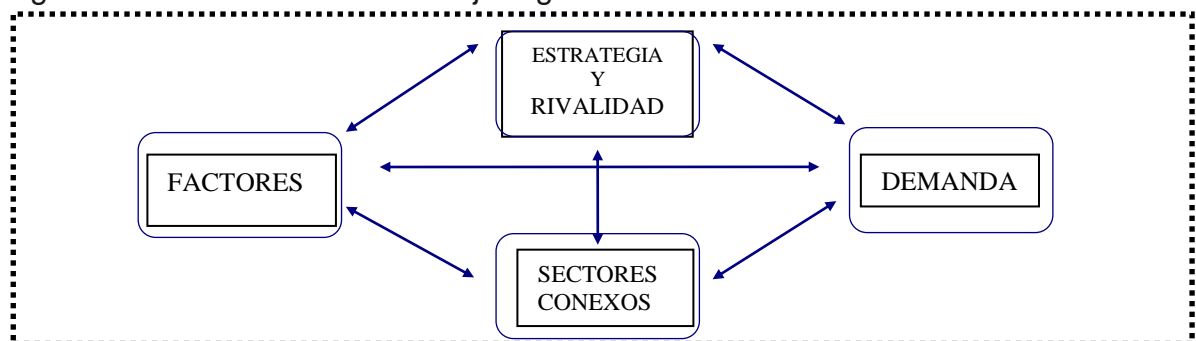 ESTRATEGIA
Y
RIVALIDAD
FACTORES
DEMANDA
SECTORES
CONEXOS